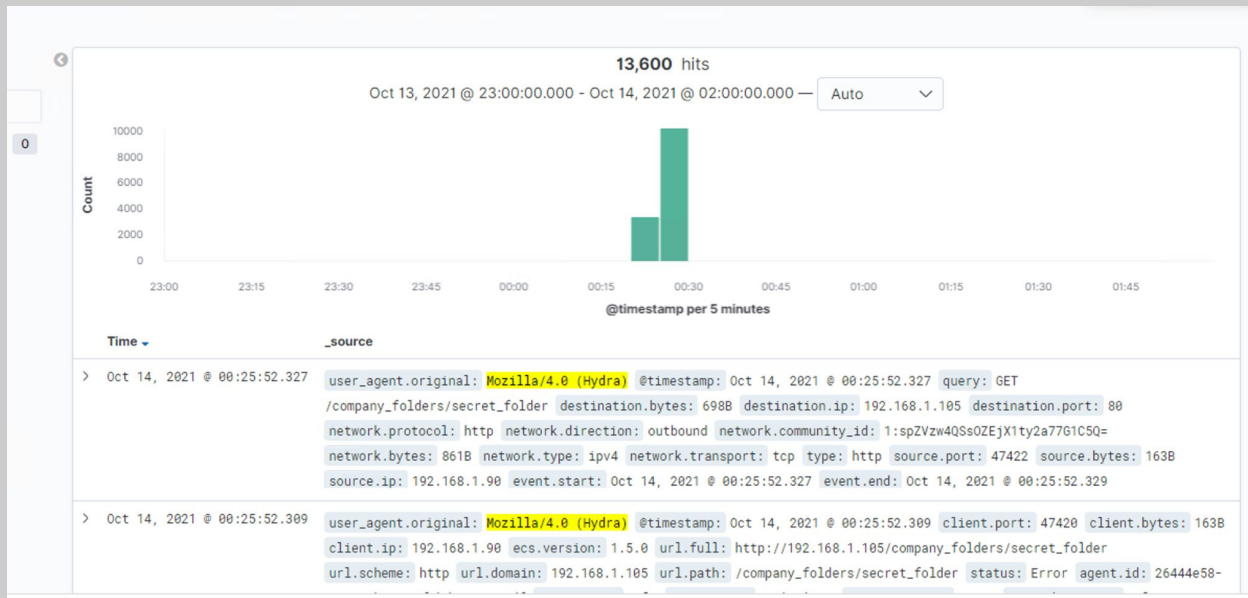 13,600 hits
Oct 13, 2021 @ 23:00:00.000 - Oct 14, 2021 @ 02:00:00.000 — Auto
0
10000
8000
6000
4000
2000
0
Count
23:00 23:15 23:30 23:45 00:00 00:15 00:30 00:45 01:00 01:15 01:30 01:45
@timestamp per 5 minutes
Time _source
Oct 14, 2021 @ 00:25:52.327 user_agent.original: Mozilla/4.0 (Hydra) @timestamp: Oct 14, 2021 @ 00:25:52.327 query: GET
/company_folders/secret_folder destination.bytes: 698B destination.ip: 192.168.1.105 destination.port: 80
network.protocol: http network.direction: outbound network.community_id: 1:spZVzw4QSsOZEjX1ty2a77G1C5Q=
network.bytes: 861B network.type: ipv4 network.transport: tcp type: http source.port: 47422 source.bytes: 163B
source.ip: 192.168.1.90 event.start: Oct 14, 2021 @ 00:25:52.327 event.end: Oct 14, 2021 @ 00:25:52.329
Oct 14, 2021 @ 00:25:52.309 user_agent.original: Mozilla/4.0 (Hydra) @timestamp: Oct 14, 2021 @ 00:25:52.309 client.port: 47420 client.bytes: 163B
client.ip: 192.168.1.90 ecs.version: 1.5.0 url.full: http://192.168.1.105/company_folders/secret_folder
url.scheme: http url.domain: 192.168.1.105 url.path: /company_folders/secret_folder status: Error agent.id: 26444e58-